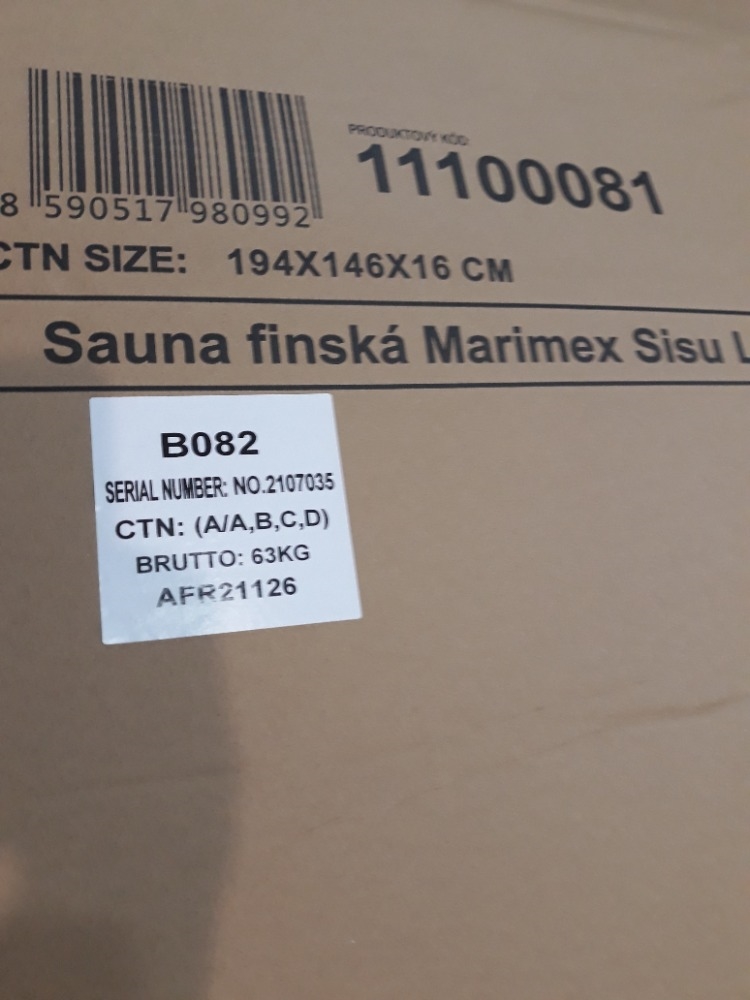 PRODUKTOVÝ KÓD:
11100081
8 590517 980992
CTN SIZE: 194X146X16 CM
Sauna finská Marimex Sisu L
B082
SERIAL NUMBER: NO.2107035
CTN: (A/A,B,C,D)
BRUTTO: 63KG
AFR21126